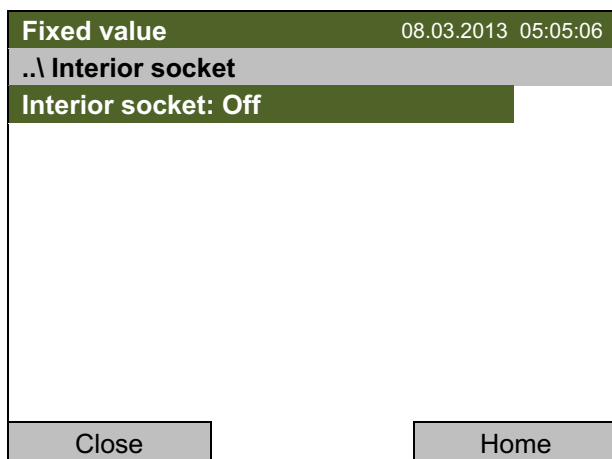 Fixed value 08.03.2013 05:05:06
..\ Interior socket
Interior socket: Off
Close Home